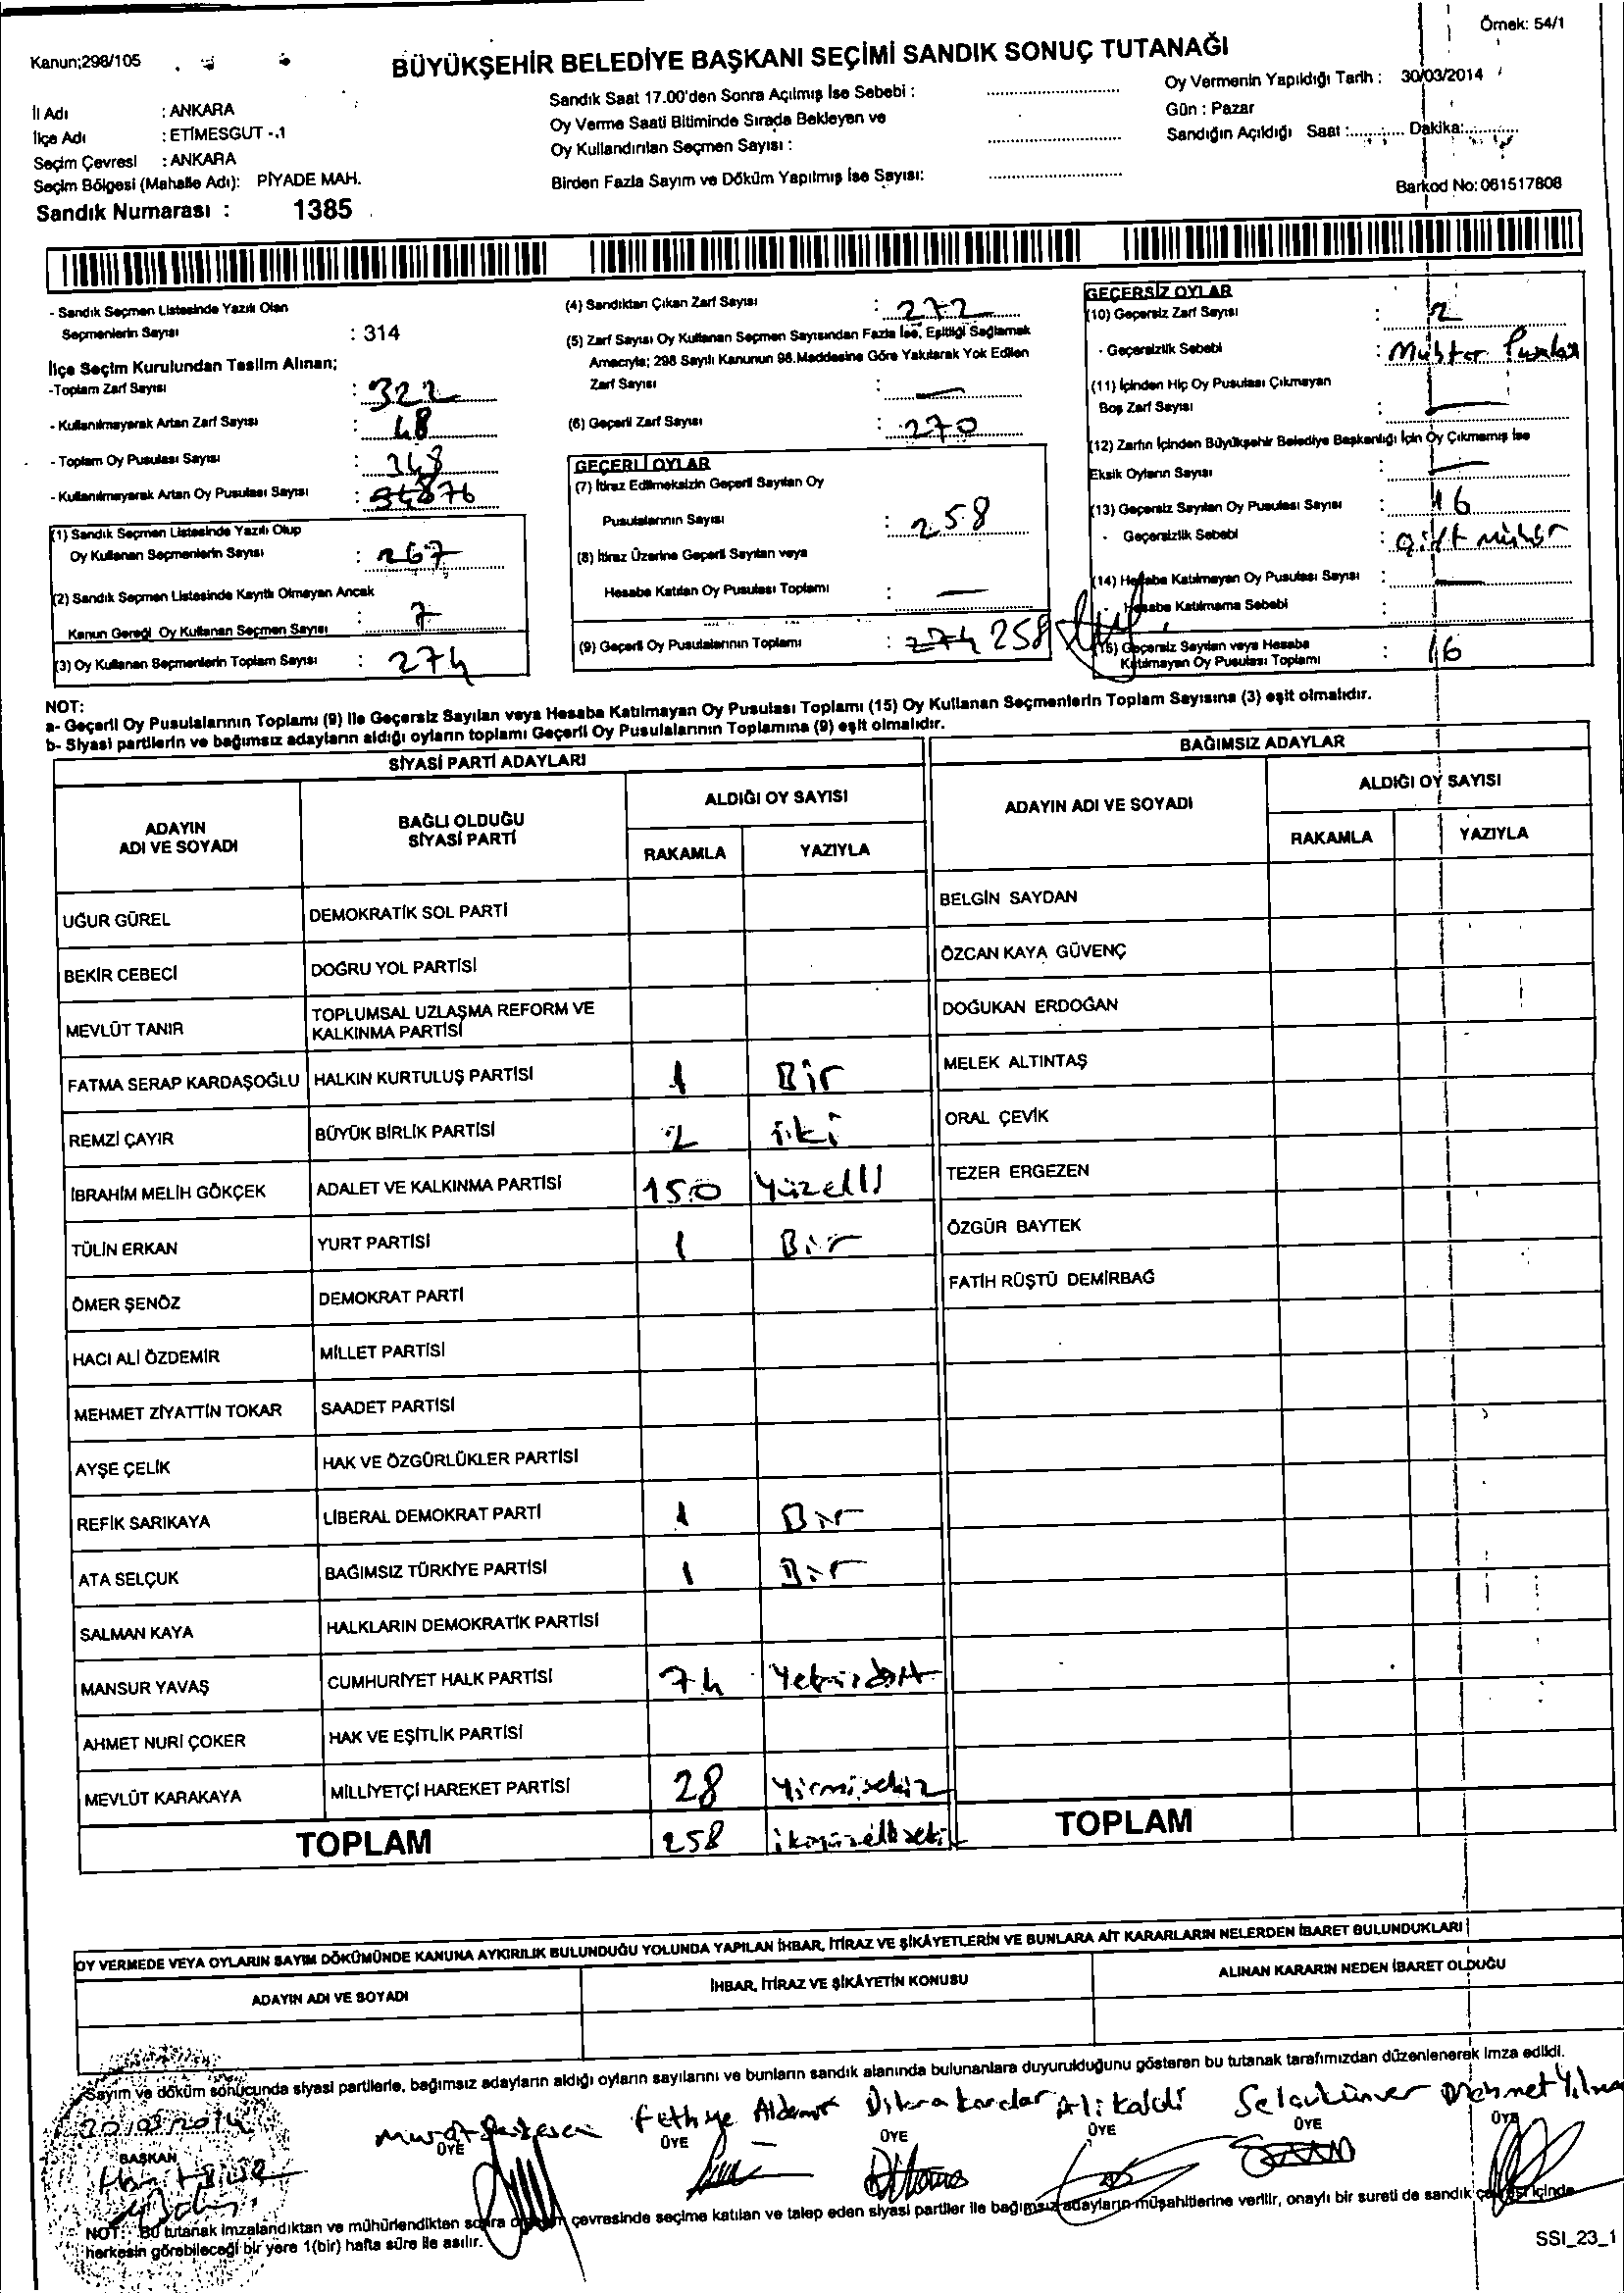 Örnek: 54/1
Kanun;298/105
BÜYÜKŞEHİR BELEDİYE BAŞKANI SEÇİMİ SANDIK SONUÇ TUTANAĞI
İl Adı : ANKARA
İlçe Adı : ETİMESGUT -.1
Seçim Çevresi : ANKARA
Seçim Bölgesi (Mahalle Adı): PİYADE MAH.
Sandık Numarası : 1385
Sandık Saat 17.00'den Sonra Açılmış İse Sebebi :
Oy Verme Saati Bitiminde Sırada Bekleyen ve
Oy Kullandırılan Seçmen Sayısı :
Birden Fazla Sayım ve Döküm Yapılmış İse Sayısı:
Oy Vermenin Yapıldığı Tarih : 30/03/2014
Gün : Pazar
Sandığın Açıldığı Saat :............ Dakika:............
Barkod No: 061517808
- Sandık Seçmen Listesinde Yazılı Olan
Seçmenlerin Sayısı : 314
İlçe Seçim Kurulundan Teslim Alınan;
-Toplam Zarf Sayısı : 322
- Kullanılmayarak Artan Zarf Sayısı : 48
- Toplam Oy Pusulası Sayısı : 348
- Kullanılmayarak Artan Oy Pusulası Sayısı : 76
(1) Sandık Seçmen Listesinde Yazılı Olup
Oy Kullanan Seçmenlerin Sayısı : 267
(2) Sandık Seçmen Listesinde Kayıtlı Olmayan Ancak
Kanun Gereği Oy Kullanan Seçmen Sayısı : 7
(3) Oy Kullanan Seçmenlerin Toplam Sayısı : 274
(4) Sandıktan Çıkan Zarf Sayısı : 272
(5) Zarf Sayısı Oy Kullanan Seçmen Sayısından Fazla İse, Eşitliği Sağlamak
Amacıyla; 298 Sayılı Kanunun 98.Maddesine Göre Yakılarak Yok Edilen
Zarf Sayısı : —
(6) Geçerli Zarf Sayısı : 270
GEÇERLİ OYLAR
(7) İtiraz Edilmeksizin Geçerli Sayılan Oy
Pusulalarının Sayısı : 258
(8) İtiraz Üzerine Geçerli Sayılan veya
Hesaba Katılan Oy Pusulası Toplamı : —
(9) Geçerli Oy Pusulalarının Toplamı : 274 258
GEÇERSİZ OYLAR
(10) Geçersiz Zarf Sayısı : 2
- Geçersizlik Sebebi : Muhtar
(11) İçinden Hiç Oy Pusulası Çıkmayan
Boş Zarf Sayısı : —
(12) Zarfın İçinden Büyükşehir Belediye Başkanlığı İçin Oy Çıkmamış İse
Eksik Oyların Sayısı : —
(13) Geçersiz Sayılan Oy Pusulası Sayısı : 16
- Geçersizlik Sebebi : Çift mühür
(14) Hesaba Katılmayan Oy Pusulası Sayısı : —
- Hesaba Katılmama Sebebi :
(15) Geçersiz Sayılan veya Hesaba
Katılmayan Oy Pusulası Toplamı : 16
NOT:
a- Geçerli Oy Pusulalarının Toplamı (9) ile Geçersiz Sayılan veya Hesaba Katılmayan Oy Pusulası Toplamı (15) Oy Kullanan Seçmenlerin Toplam Sayısına (3) eşit olmalıdır.
b- Siyasi partilerin ve bağımsız adayların aldığı oyların toplamı Geçerli Oy Pusulalarının Toplamına (9) eşit olmalıdır.
SİYASİ PARTİ ADAYLARI
ADAYIN ADI VE SOYADI
BAĞLI OLDUĞU SİYASİ PARTİ
ALDIĞI OY SAYISI
RAKAMLA YAZIYLA
UĞUR GÜREL DEMOKRATİK SOL PARTİ
BEKİR CEBECİ DOĞRU YOL PARTİSİ
MEVLÜT TANIR TOPLUMSAL UZLAŞMA REFORM VE
KALKINMA PARTİSİ
FATMA SERAP KARDAŞOĞLU HALKIN KURTULUŞ PARTİSİ 1 Bir
REMZİ ÇAYIR BÜYÜK BİRLİK PARTİSİ 2 iki
İBRAHİM MELİH GÖKÇEK ADALET VE KALKINMA PARTİSİ 150 Yüzelli
TÜLİN ERKAN YURT PARTİSİ 1 Bir
ÖMER ŞENÖZ DEMOKRAT PARTİ
HACI ALİ ÖZDEMİR MİLLET PARTİSİ
MEHMET ZİYATTİN TOKAR SAADET PARTİSİ
AYŞE ÇELİK HAK VE ÖZGÜRLÜKLER PARTİSİ
REFİK SARIKAYA LİBERAL DEMOKRAT PARTİ 1 Bir
ATA SELÇUK BAĞIMSIZ TÜRKİYE PARTİSİ 1 Bir
SALMAN KAYA HALKLARIN DEMOKRATİK PARTİSİ
MANSUR YAVAŞ CUMHURİYET HALK PARTİSİ 74 Yetmişdört
AHMET NURİ ÇOKER HAK VE EŞİTLİK PARTİSİ
MEVLÜT KARAKAYA MİLLİYETÇİ HAREKET PARTİSİ 28 Yirmisekiz
TOPLAM 258 ikiyüzellisekiz
BAĞIMSIZ ADAYLAR
ADAYIN ADI VE SOYADI
ALDIĞI OY SAYISI
RAKAMLA YAZIYLA
BELGİN SAYDAN
ÖZCAN KAYA GÜVENÇ
DOĞUKAN ERDOĞAN
MELEK ALTINTAŞ
ORAL ÇEVİK
TEZER ERGEZEN
ÖZGÜR BAYTEK
FATİH RÜŞTÜ DEMİRBAĞ
TOPLAM
OY VERMEDE VEYA OYLARIN SAYIM DÖKÜMÜNDE KANUNA AYKIRILIK BULUNDUĞU YOLUNDA YAPILAN İHBAR, İTİRAZ VE ŞİKÂYETLERİN VE BUNLARA AİT KARARLARIN NELERDEN İBARET BULUNDUKLARI
ADAYIN ADI VE SOYADI İHBAR, İTİRAZ VE ŞİKÂYETİN KONUSU ALINAN KARARIN NEDEN İBARET OLDUĞU
Sayım ve döküm sonucunda siyasi partilerle, bağımsız adayların aldığı oyların sayılarını ve bunların sandık alanında bulunanlara duyurulduğunu gösteren bu tutanak tarafımızdan düzenlenerek imza edildi.
30/03/2014
Murat Fethiye Aldemir Dilara Ali Mehmet Yılmaz
BAŞKAN ÜYE ÜYE ÜYE ÜYE ÜYE ÜYE
NOT: Bu tutanak imzalandıktan ve mühürlendikten sonra çevresinde seçime katılan ve talep eden siyasi partiler ile bağımsız adayların müşahitlerine verilir, onaylı bir sureti de sandık çevresi içinde
herkesin görebileceği bir yere 1(bir) hafta süre ile asılır.
SSI_23_1